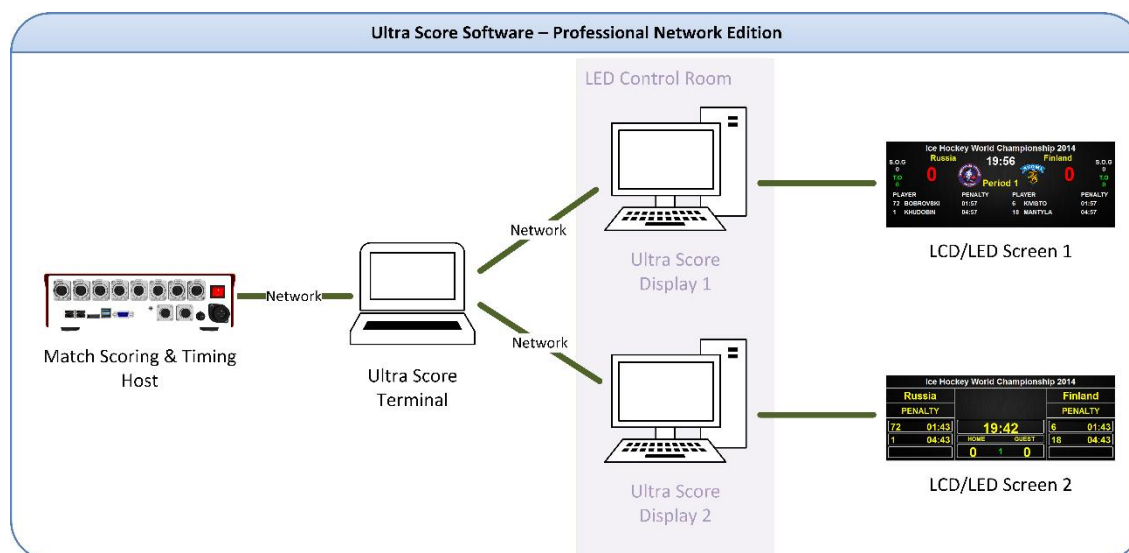 Ultra Score Software – Professional Network Edition
LED Control Room
Network
Match Scoring & Timing
Host
Ultra Score
Terminal
Network
Network
Ultra Score
Display 1
Ultra Score
Display 2
Ice Hockey World Championship 2014
S.O.G Russia 19:56 Finland S.O.G
0 0 0 0
T.O T.O
0 Period 1 0
PLAYER PENALTY PLAYER PENALTY
72 BOBROVSKI 01:57 6 KIVISTO 01:57
1 KHUDOBIN 04:57 18 MANTYLA 04:57
LCD/LED Screen 1
Ice Hockey World Championship 2014
Russia Finland
PENALTY PENALTY
72 01:43 19:42 6 01:43
1 04:43 HOME GUEST 18 04:43
0 1 0
LCD/LED Screen 2